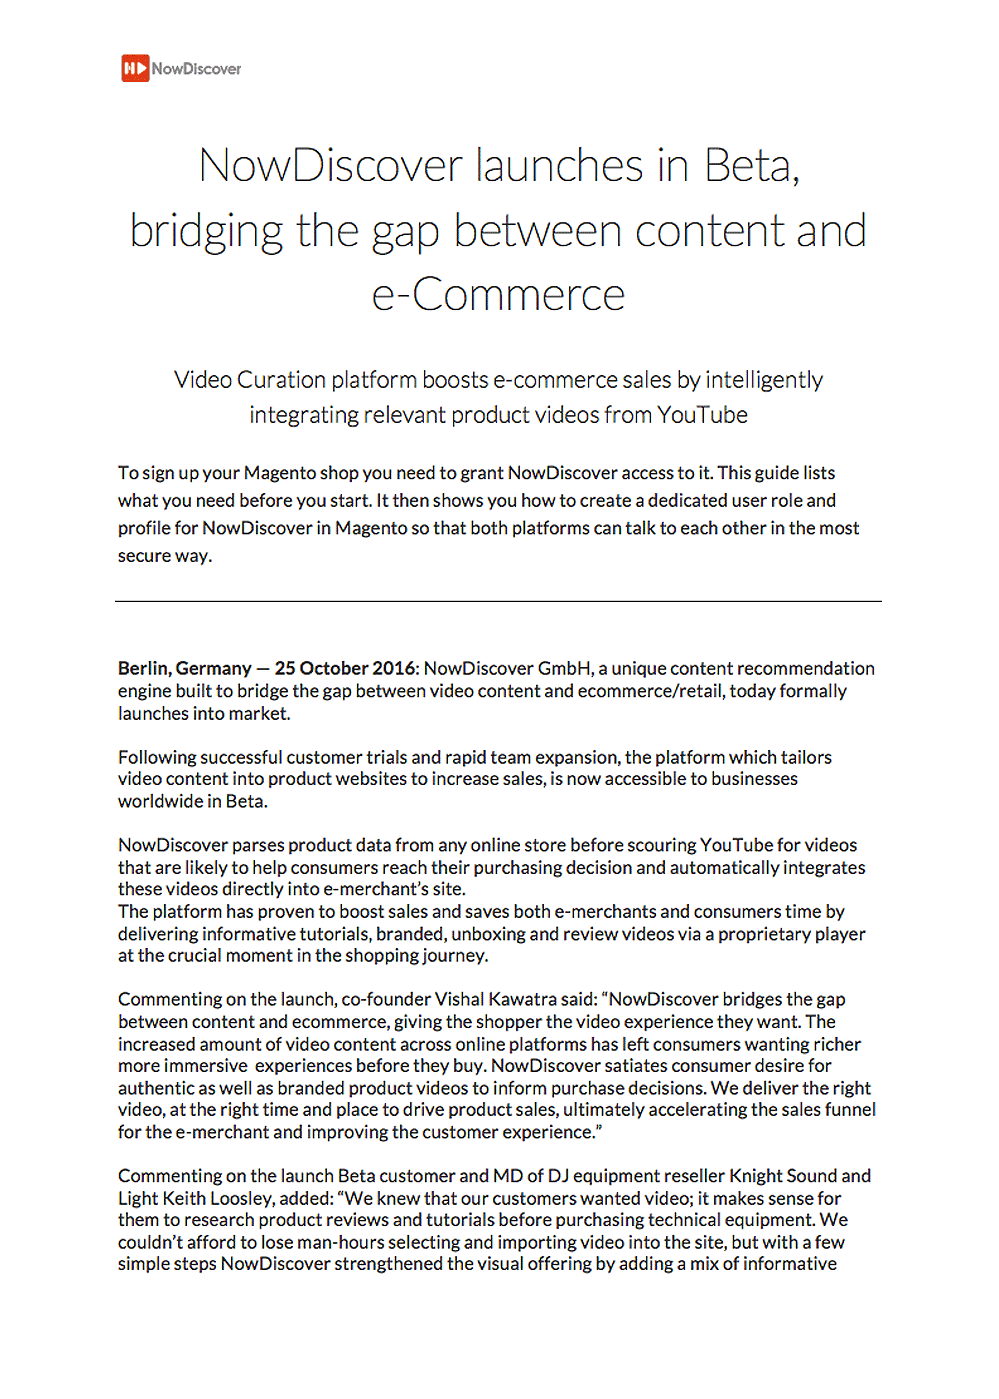 NowDiscover
NowDiscover launches in Beta,
bridging the gap between content and
e-Commerce
Video Curation platform boosts e-commerce sales by intelligently
integrating relevant product videos from YouTube
To sign up your Magento shop you need to grant NowDiscover access to it. This guide lists
what you need before you start. It then shows you how to create a dedicated user role and
profile for NowDiscover in Magento so that both platforms can talk to each other in the most
secure way.
Berlin, Germany — 25 October 2016: NowDiscover GmbH, a unique content recommendation
engine built to bridge the gap between video content and ecommerce/retail, today formally
launches into market.
Following successful customer trials and rapid team expansion, the platform which tailors
video content into product websites to increase sales, is now accessible to businesses
worldwide in Beta.
NowDiscover parses product data from any online store before scouring YouTube for videos
that are likely to help consumers reach their purchasing decision and automatically integrates
these videos directly into e-merchant’s site.
The platform has proven to boost sales and saves both e-merchants and consumers time by
delivering informative tutorials, branded, unboxing and review videos via a proprietary player
at the crucial moment in the shopping journey.
Commenting on the launch, co-founder Vishal Kawatra said: “NowDiscover bridges the gap
between content and ecommerce, giving the shopper the video experience they want. The
increased amount of video content across online platforms has left consumers wanting richer
more immersive  experiences before they buy. NowDiscover satiates consumer desire for
authentic as well as branded product videos to inform purchase decisions. We deliver the right
video, at the right time and place to drive product sales, ultimately accelerating the sales funnel
for the e-merchant and improving the customer experience.”
Commenting on the launch Beta customer and MD of DJ equipment reseller Knight Sound and
Light Keith Loosley, added: “We knew that our customers wanted video; it makes sense for
them to research product reviews and tutorials before purchasing technical equipment. We
couldn’t afford to lose man-hours selecting and importing video into the site, but with a few
simple steps NowDiscover strengthened the visual offering by adding a mix of informative